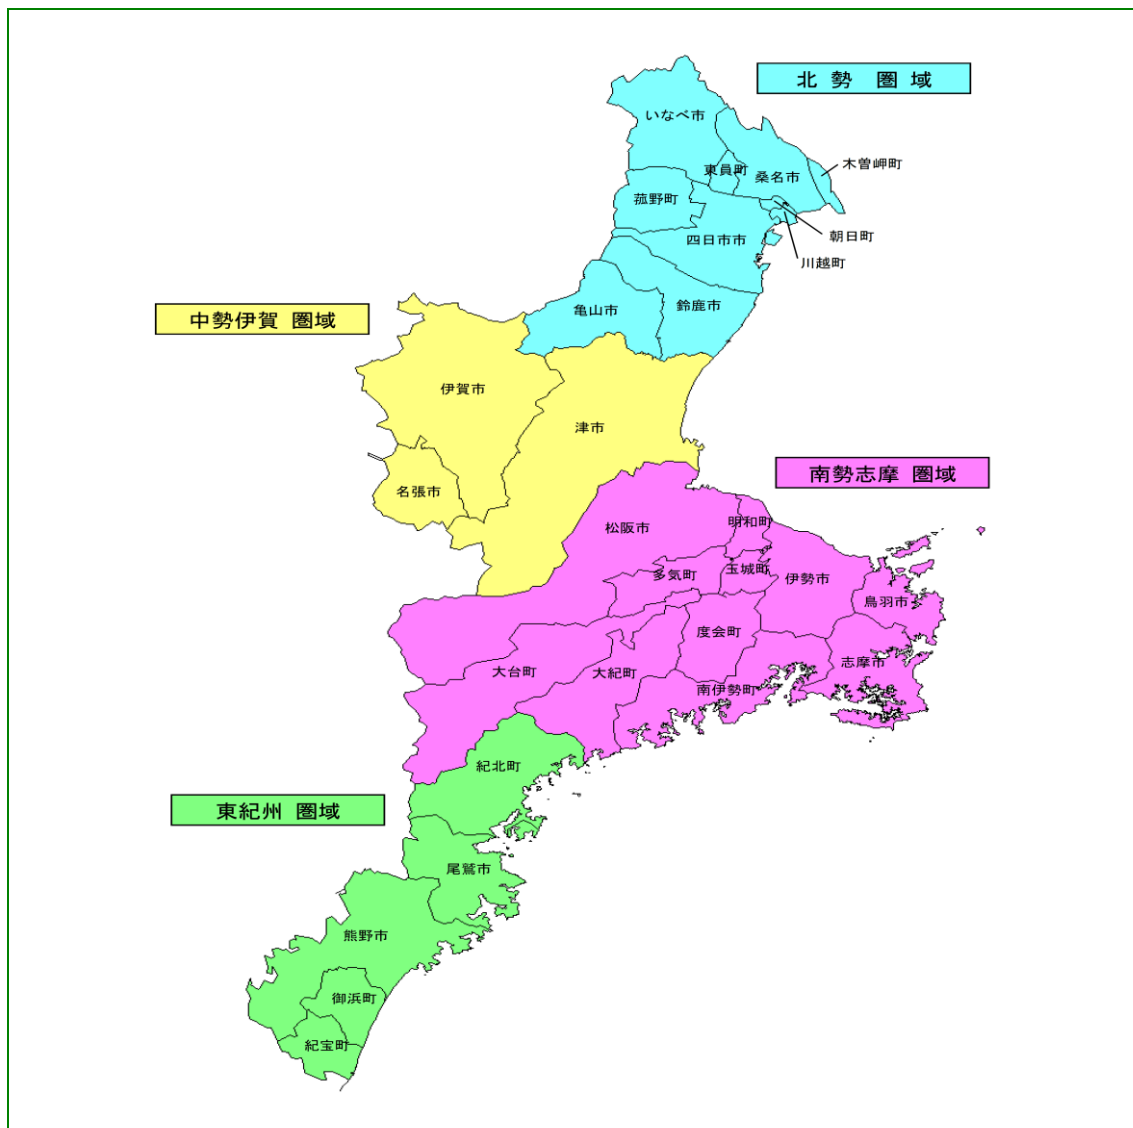 北 勢 圏 域
いなべ市
木曽岬町
東員町
桑名市
菰野町
朝日町
四日市市
川越町
中勢伊賀 圏域
亀山市
鈴鹿市
伊賀市
津市
名張市
南勢志摩 圏域
松阪市
明和町
多気町
玉城町
伊勢市
鳥羽市
度会町
志摩市
大台町
大紀町
南伊勢町
紀北町
東紀州 圏域
尾鷲市
熊野市
御浜町
紀宝町